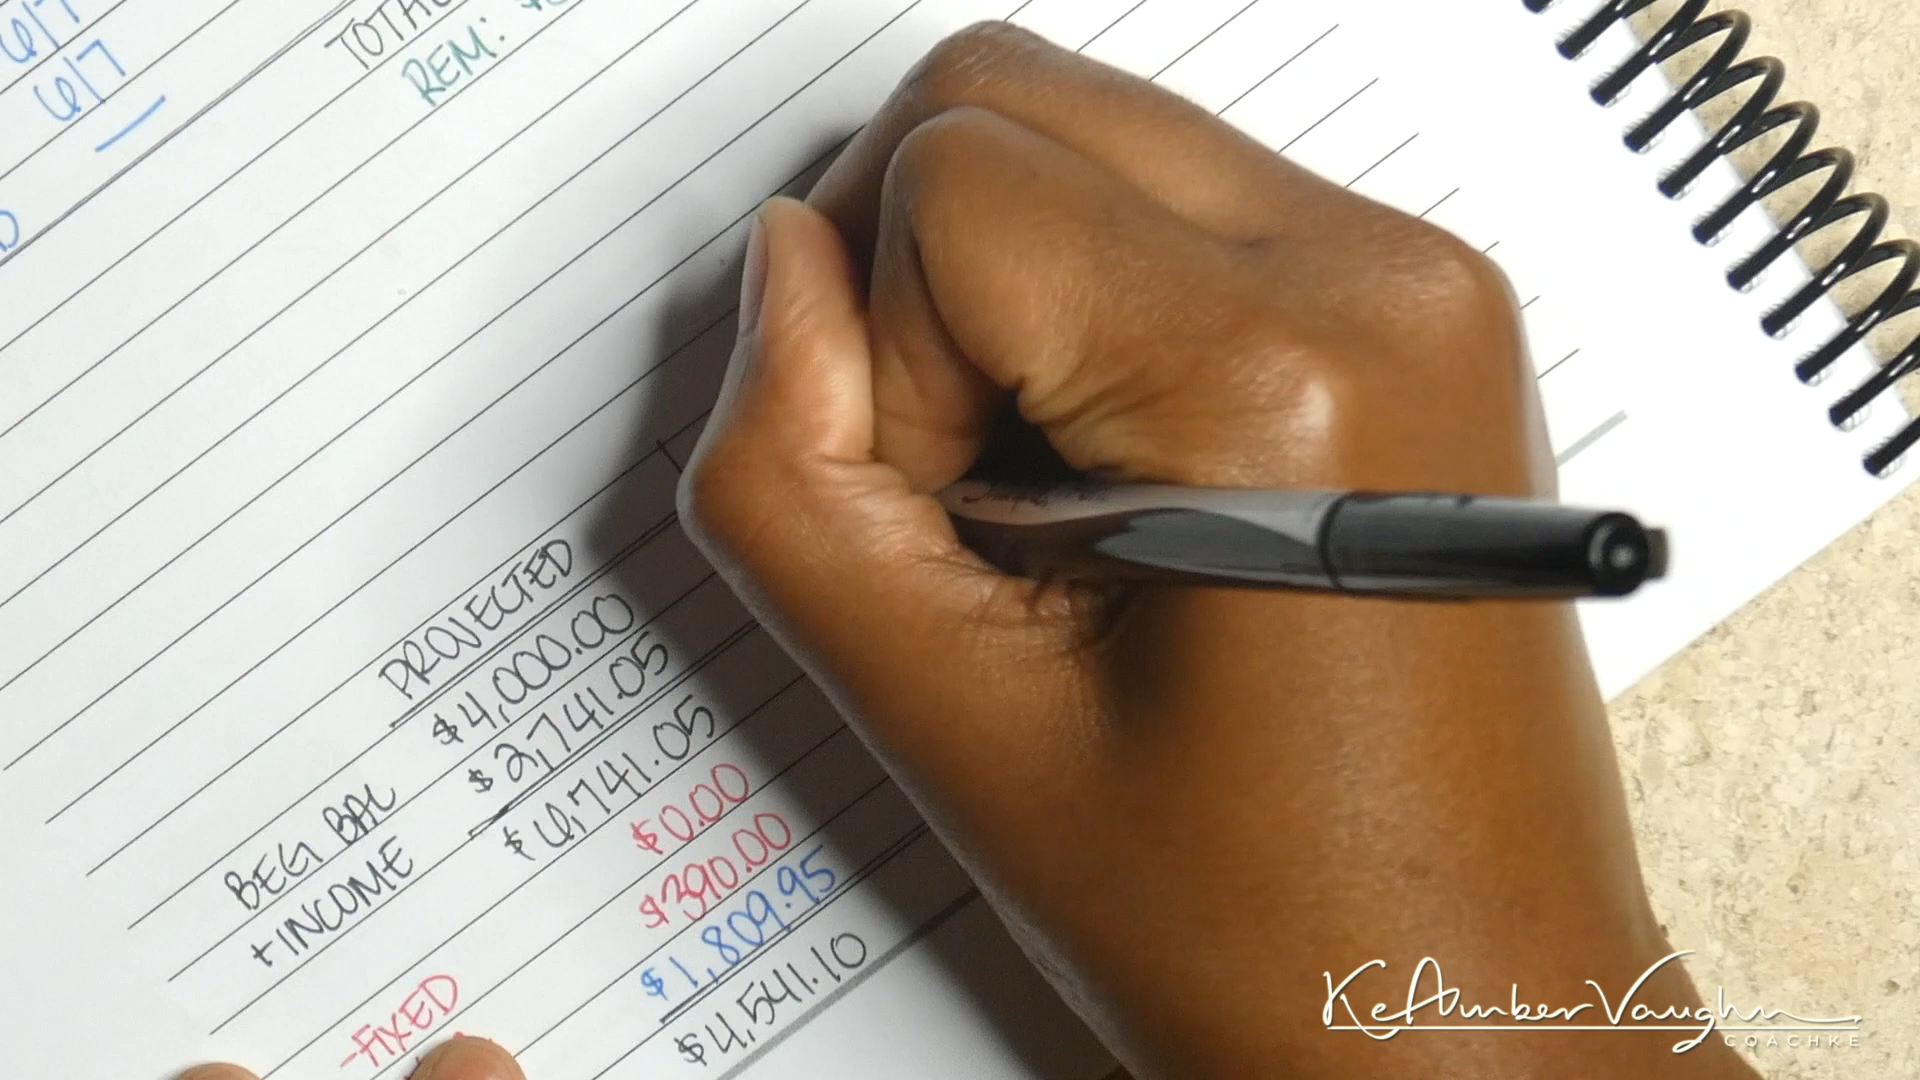 6/7
6/7
TOTAL
REM:
PROJECTED
BEG BAL $4,000.00
+ INCOME $2,741.05
$6,741.05
- FIXED $0.00
$390.00
$1,809.95
$4,541.10
KeAmber Vaughn
COACHKE